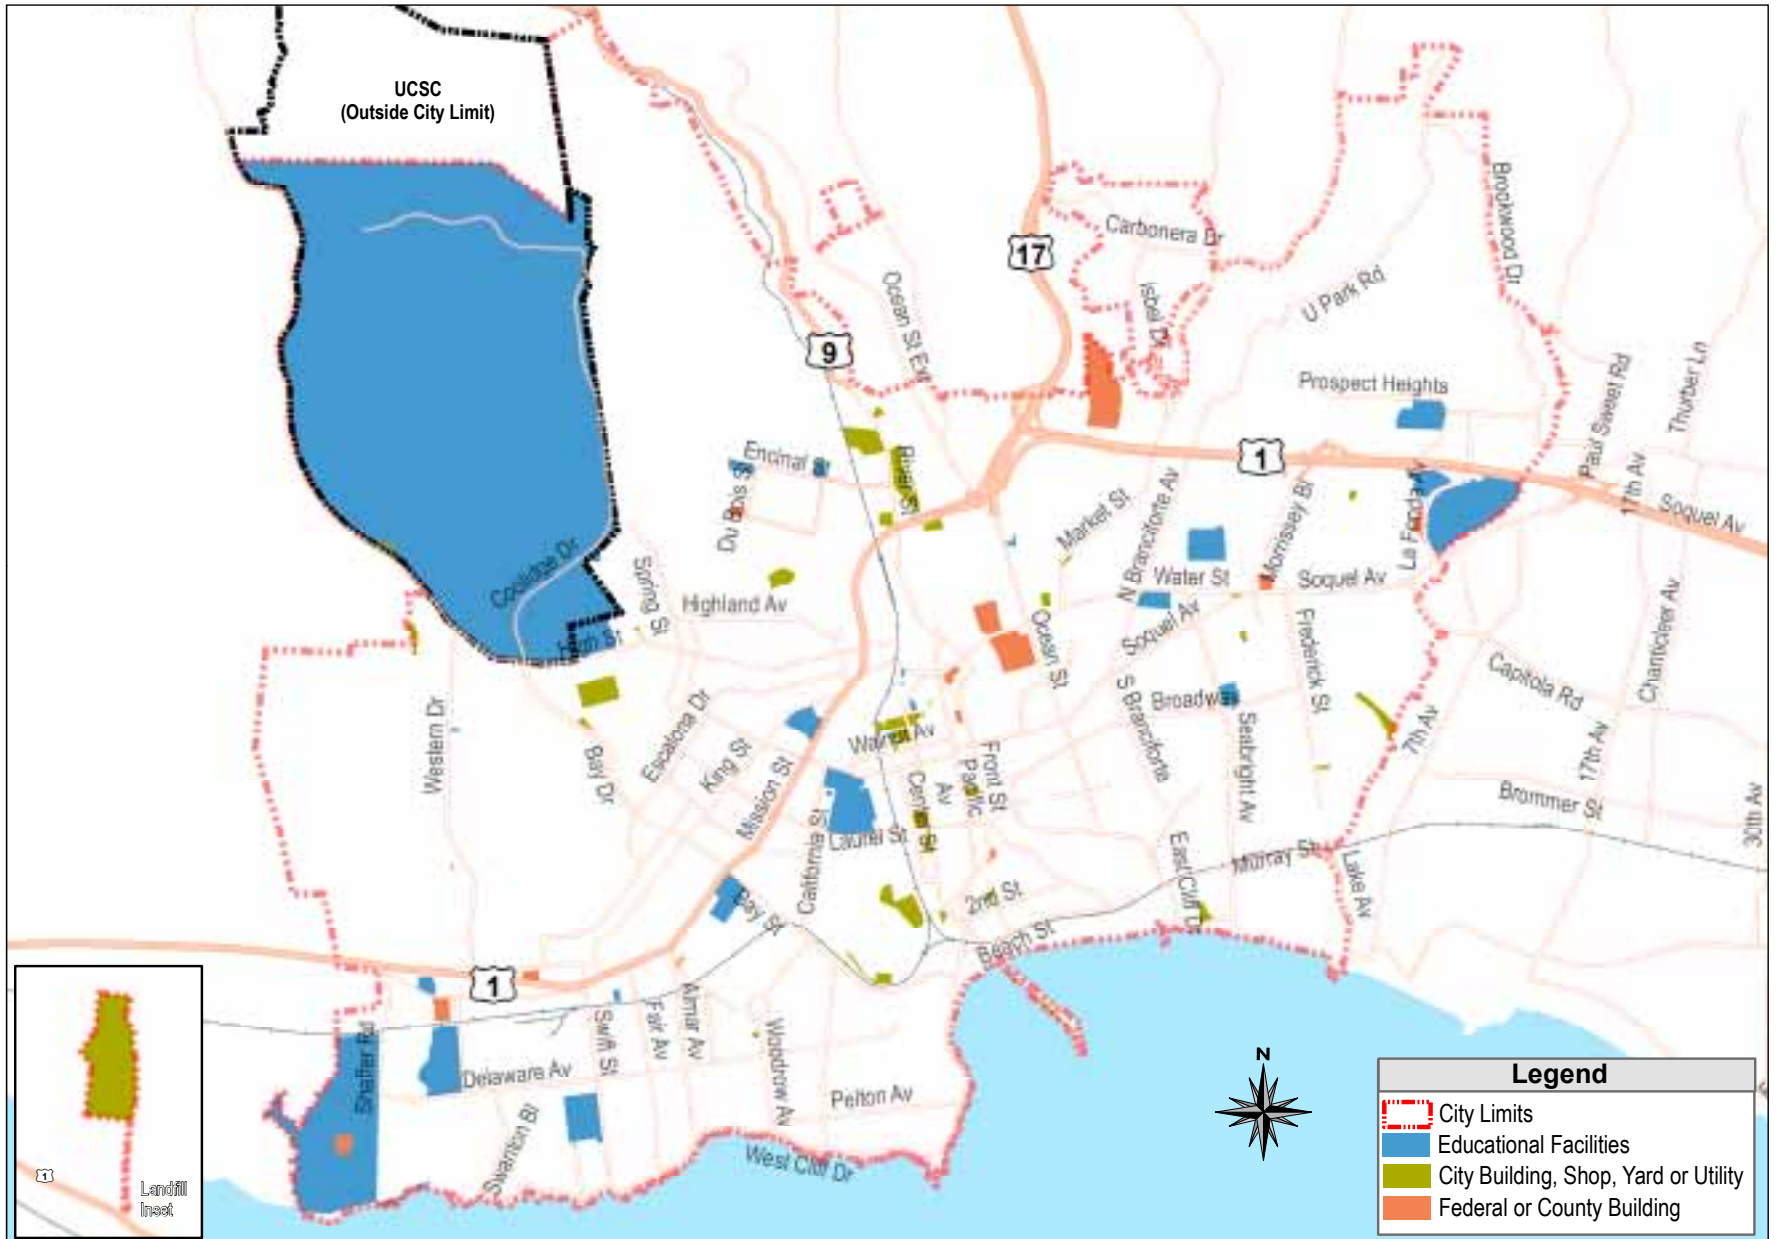 UCSC
(Outside City Limit)
17
Carbonera Dr
Brookwood Dr
Isbel Dr
U Park Rd
Ocean St Ext
9
Prospect Heights
Paul Sweet Rd
Thurber Ln
Encinal St
River St
1
Du Bois St
Market St
N Branciforte Av
Morrissey Bl
La Fonda Av
17th Av
Soquel Av
Coolidge Dr
Spring St
Highland Av
Water St
Soquel Av
High St
Ocean St
Soquel Av
Frederick St
Chanticleer Av
Capitola Rd
Western Dr
Bay Dr
Escalona Dr
King St
Mission St
Walnut Av
S Branciforte
Broadway
Seabright Av
7th Av
17th Av
Front St
Pacific
Av
Center St
Brommer St
30th Av
California St
Laurel St
East Cliff Dr
Murray St
Lake Av
Bay St
2nd St
Beach St
1
Shaffer Rd
Swift St
Fair Av
Almar Av
Woodrow Av
Delaware Av
Pelton Av
Swanton Bl
West Cliff Dr
1
Landfill
Inset
N
Legend
City Limits
Educational Facilities
City Building, Shop, Yard or Utility
Federal or County Building